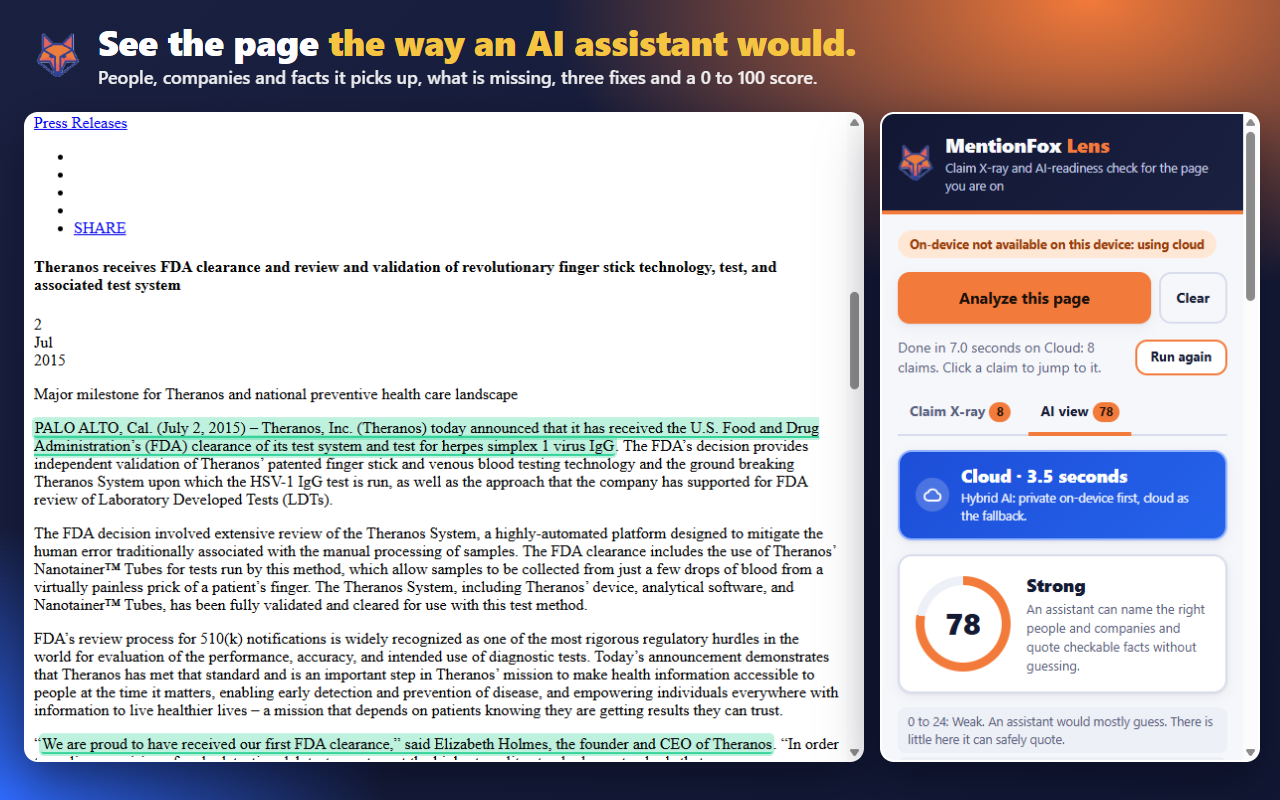 See the page the way an AI assistant would.
People, companies and facts it picks up, what is missing, three fixes and a 0 to 100 score.
Press Releases
SHARE
Theranos receives FDA clearance and review and validation of revolutionary finger stick technology, test, and
associated test system
2
Jul
2015
Major milestone for Theranos and national preventive health care landscape
PALO ALTO, Cal. (July 2, 2015) – Theranos, Inc. (Theranos) today announced that it has received the U.S. Food and Drug
Administration’s (FDA) clearance of its test system and test for herpes simplex 1 virus IgG. The FDA’s decision provides
independent validation of Theranos’ patented finger stick and venous blood testing technology and the ground breaking
Theranos System upon which the HSV-1 IgG test is run, as well as the approach that the company has supported for FDA
review of Laboratory Developed Tests (LDTs).
The FDA decision involved extensive review of the Theranos System, a highly-automated platform designed to mitigate the
human error traditionally associated with the manual processing of samples. The FDA clearance includes the use of Theranos’
Nanotainer™ Tubes for tests run by this method, which allow samples to be collected from just a few drops of blood from a
virtually painless prick of a patient’s finger. The Theranos System, including Theranos’ device, analytical software, and
Nanotainer™ Tubes, has been fully validated and cleared for use with this test method.
FDA’s review process for 510(k) notifications is widely recognized as one of the most rigorous regulatory hurdles in the
world for evaluation of the performance, accuracy, and intended use of diagnostic tests. Today’s announcement demonstrates
that Theranos has met that standard and is an important step in Theranos’ mission to make health information accessible to
people at the time it matters, enabling early detection and prevention of disease, and empowering individuals everywhere with
information to live healthier lives – a mission that depends on patients knowing they are getting results they can trust.
“We are proud to have received our first FDA clearance,” said Elizabeth Holmes, the founder and CEO of Theranos. “In order
MentionFox Lens
Claim X-ray and AI-readiness check for the page
you are on
On-device not available on this device: using cloud
Analyze this page
Clear
Done in 7.0 seconds on Cloud: 8
claims. Click a claim to jump to it.
Run again
Claim X-ray 8
AI view 78
Cloud · 3.5 seconds
Hybrid AI: private on-device first, cloud as
the fallback.
78
Strong
An assistant can name the right
people and companies and
quote checkable facts without
guessing.
0 to 24: Weak. An assistant would mostly guess. There is
little here it can safely quote.